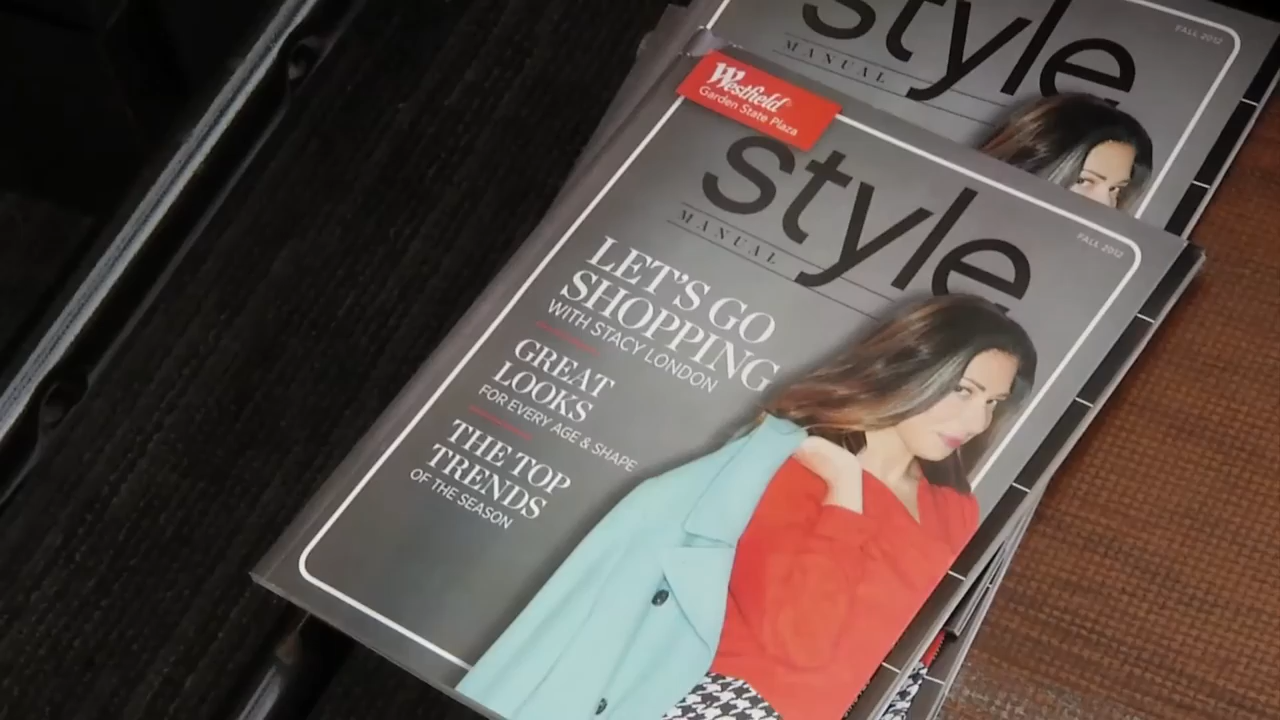 style
MANUAL
FALL 2012
Westfield
Garden State Plaza
style
MANUAL
FALL 2012
LET'S GO
SHOPPING
WITH STACY LONDON
GREAT
LOOKS
FOR EVERY AGE & SHAPE
THE TOP
TRENDS
OF THE SEASON